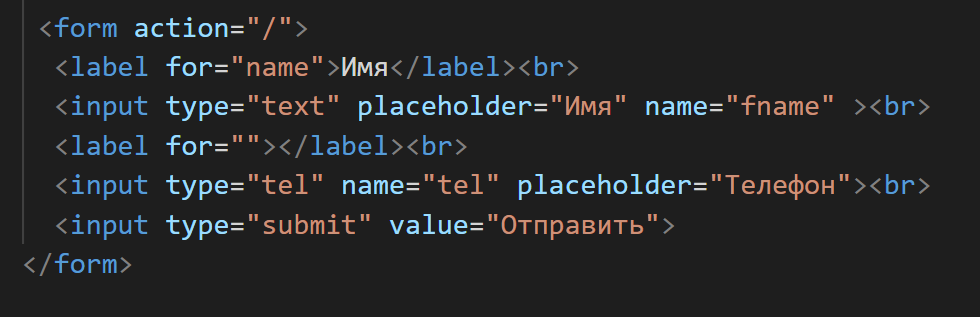 <form action="/">
<label for="name">Имя</label><br>
<input type="text" placeholder="Имя" name="fname" ><br>
<label for=""></label><br>
<input type="tel" name="tel" placeholder="Телефон"><br>
<input type="submit" value="Отправить">
</form>